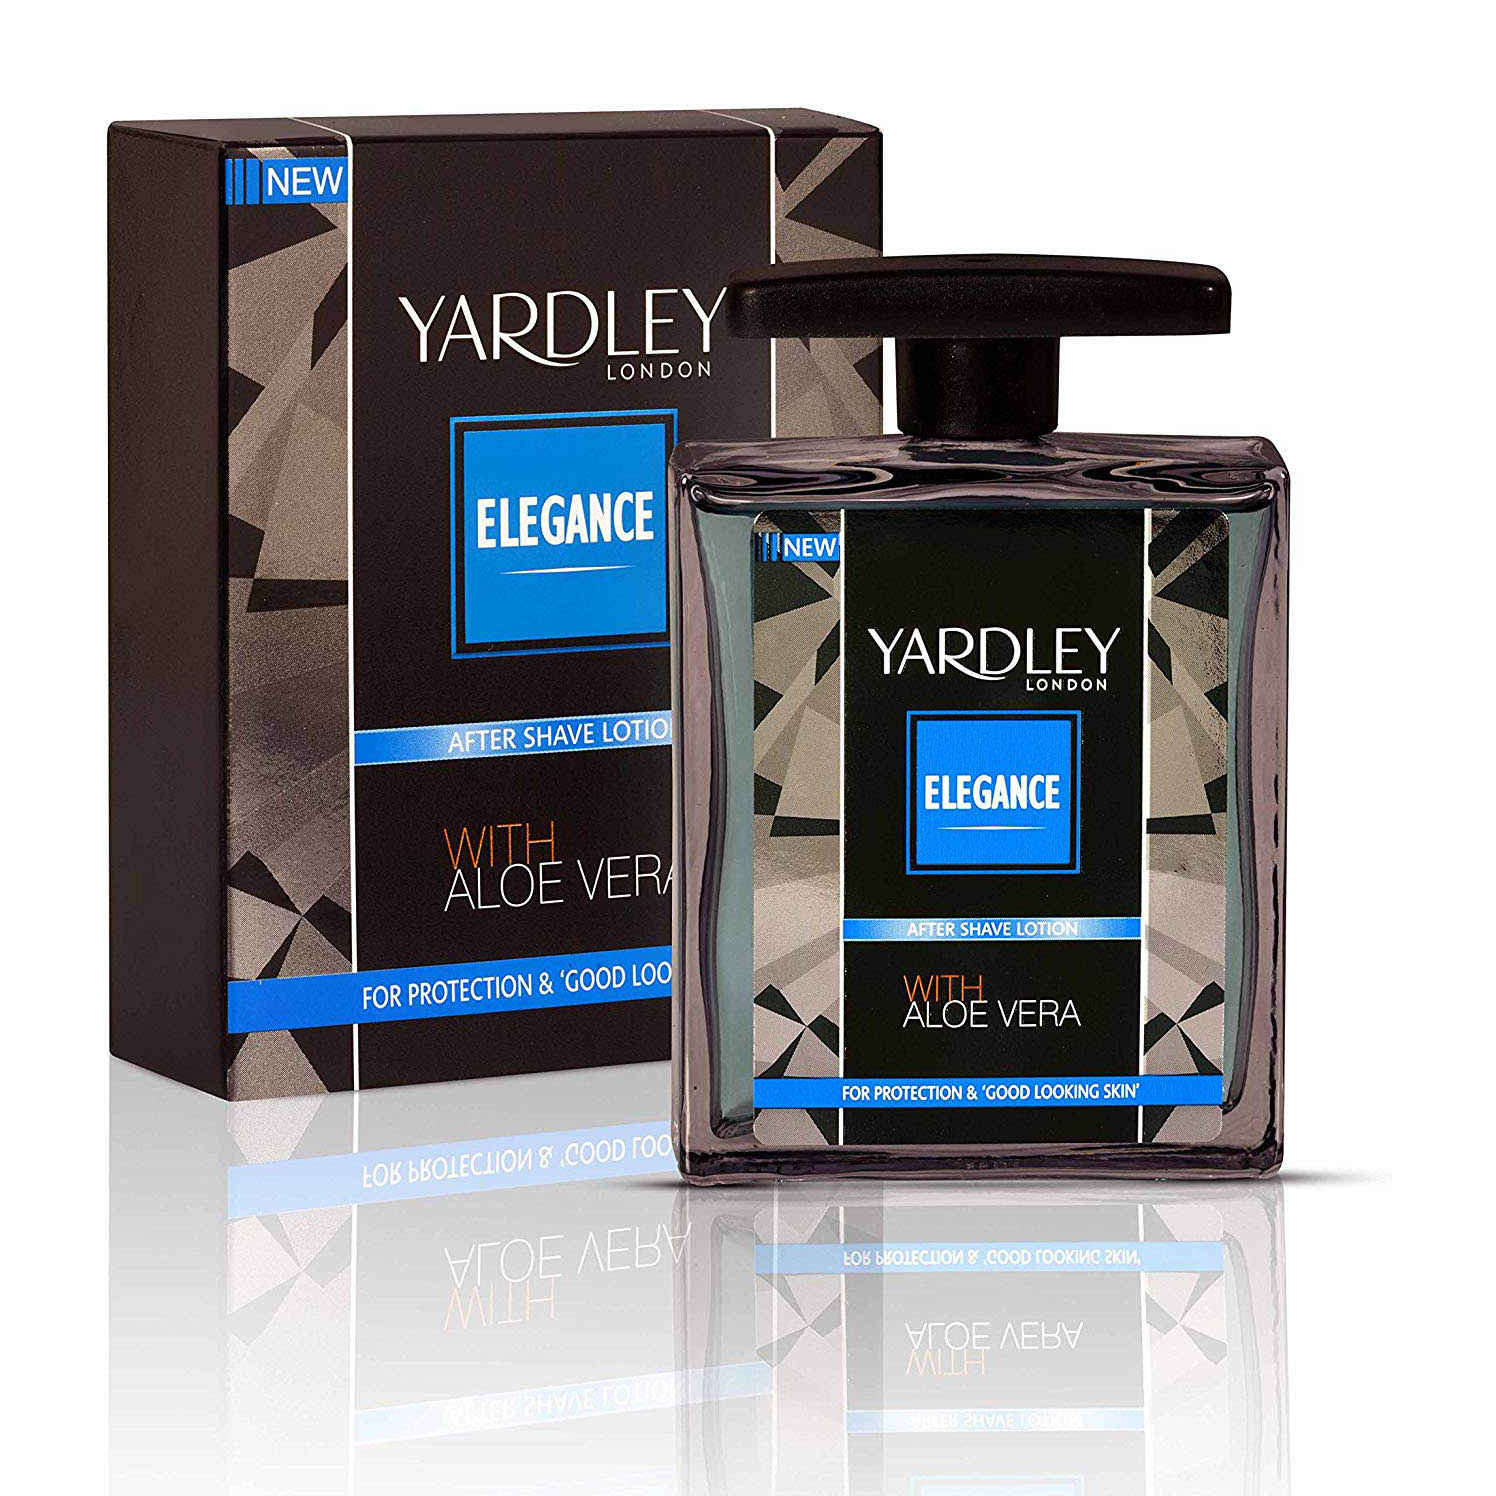 NEW
YARDLEY
LONDON
ELEGANCE
AFTER SHAVE LOTIO
WITH
ALOE VERA
FOR PROTECTION & ‘GOOD LOO
NEW
YARDLEY
LONDON
ELEGANCE
AFTER SHAVE LOTION
WITH
ALOE VERA
FOR PROTECTION & ‘GOOD LOOKING SKIN’